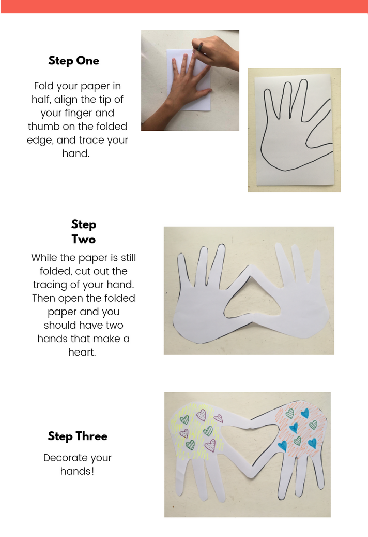 Step One
Fold your paper in
half, align the tip of
your finger and
thumb on the folded
edge, and trace your
hand.
Step
Two
While the paper is still
folded, cut out the
tracing of your hand.
Then open the folded
paper and you
should have two
hands that make a
heart.
Step Three
Decorate your
hands!